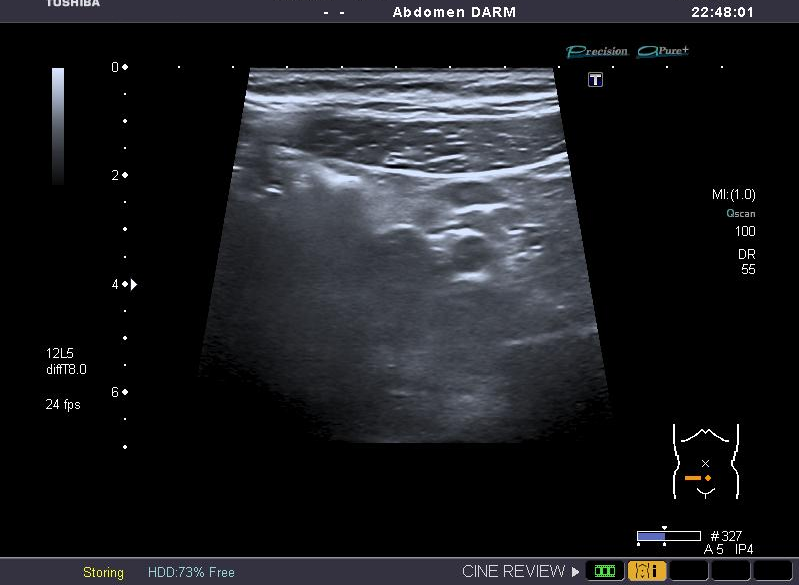 TOSHIBA
- - Abdomen DARM 22:48:01
Precision APure+
T
0
2
4
6
MI:(1.0)
Qscan
100
DR
55
12L5
diffT8.0
24 fps
#327
A 5 IP4
Storing HDD:73% Free CINE REVIEW
i